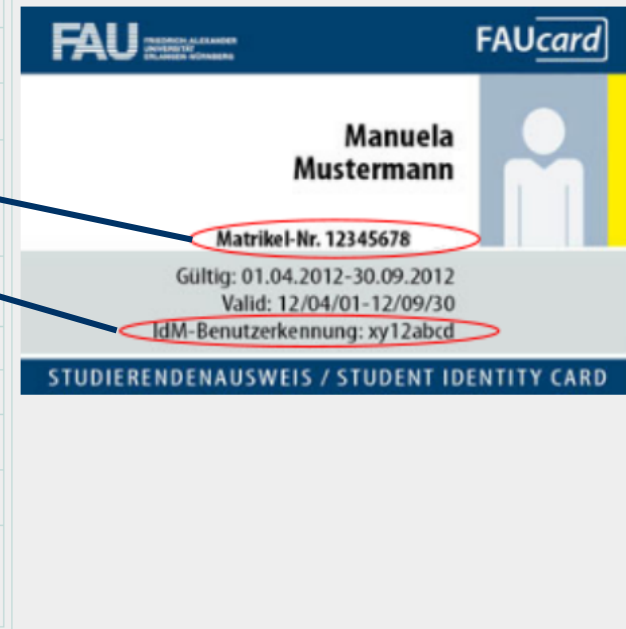 FAU FRIEDRICH-ALEXANDER
UNIVERSITÄT
ERLANGEN-NÜRNBERG
FAUcard
Manuela
Mustermann
Matrikel-Nr. 12345678
Gültig: 01.04.2012-30.09.2012
Valid: 12/04/01-12/09/30
IdM-Benutzerkennung: xy12abcd
STUDIERENDENAUSWEIS / STUDENT IDENTITY CARD